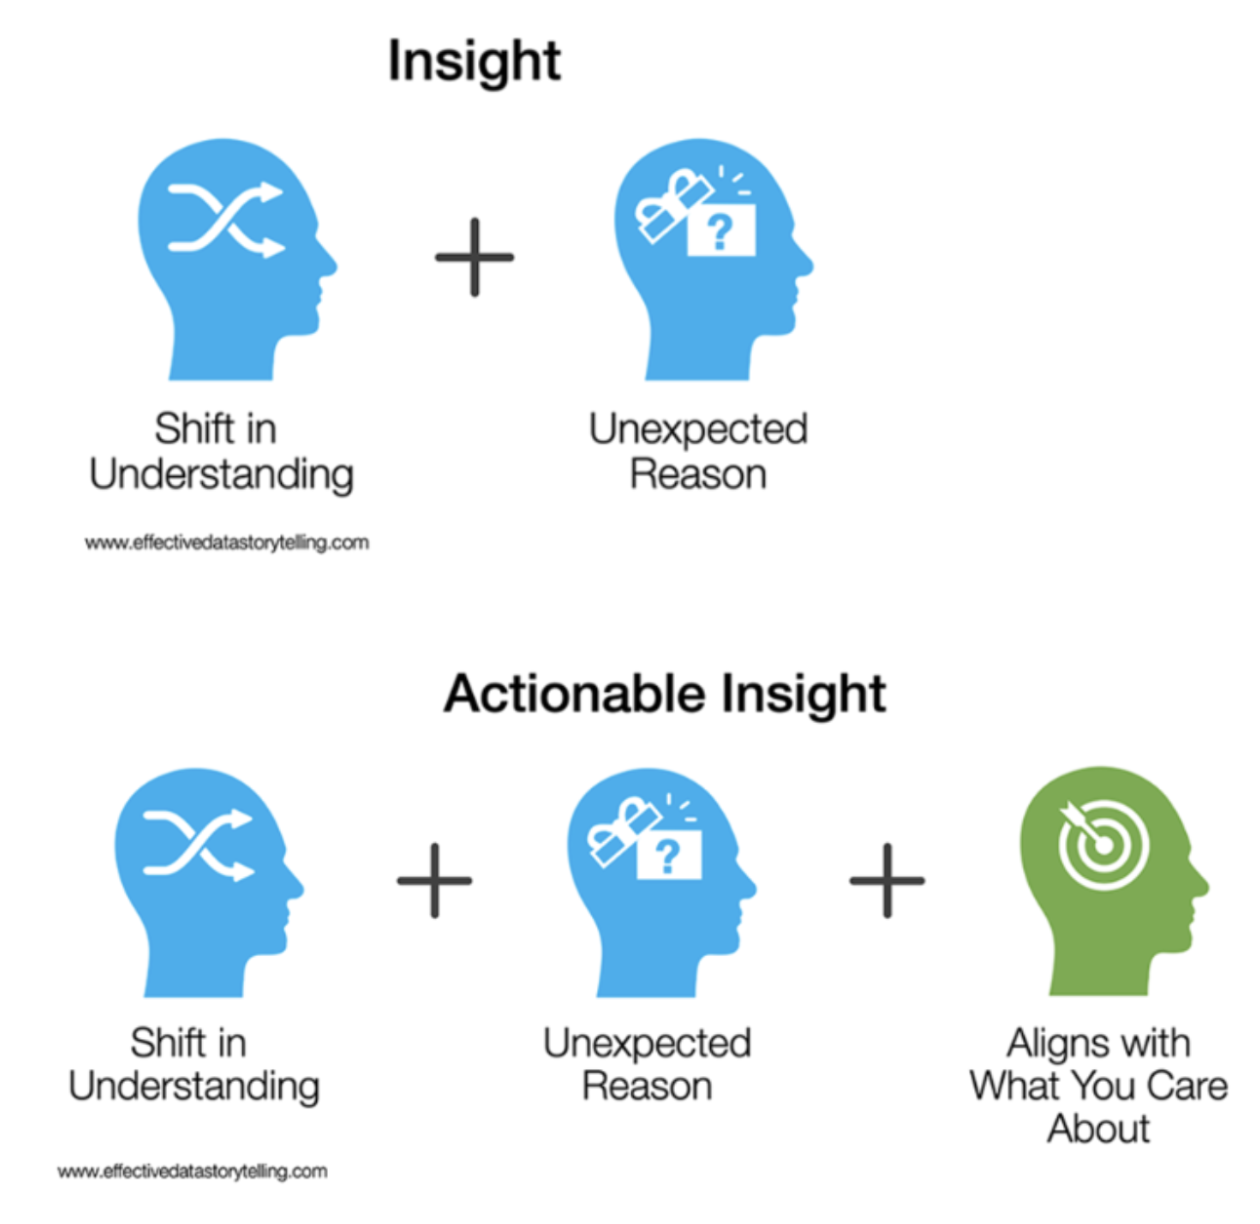 Insight
?
Shift in
Understanding
Unexpected
Reason
www.effectivedatastorytelling.com
Actionable Insight
?
Shift in
Understanding
Unexpected
Reason
Aligns with
What You Care
About
www.effectivedatastorytelling.com